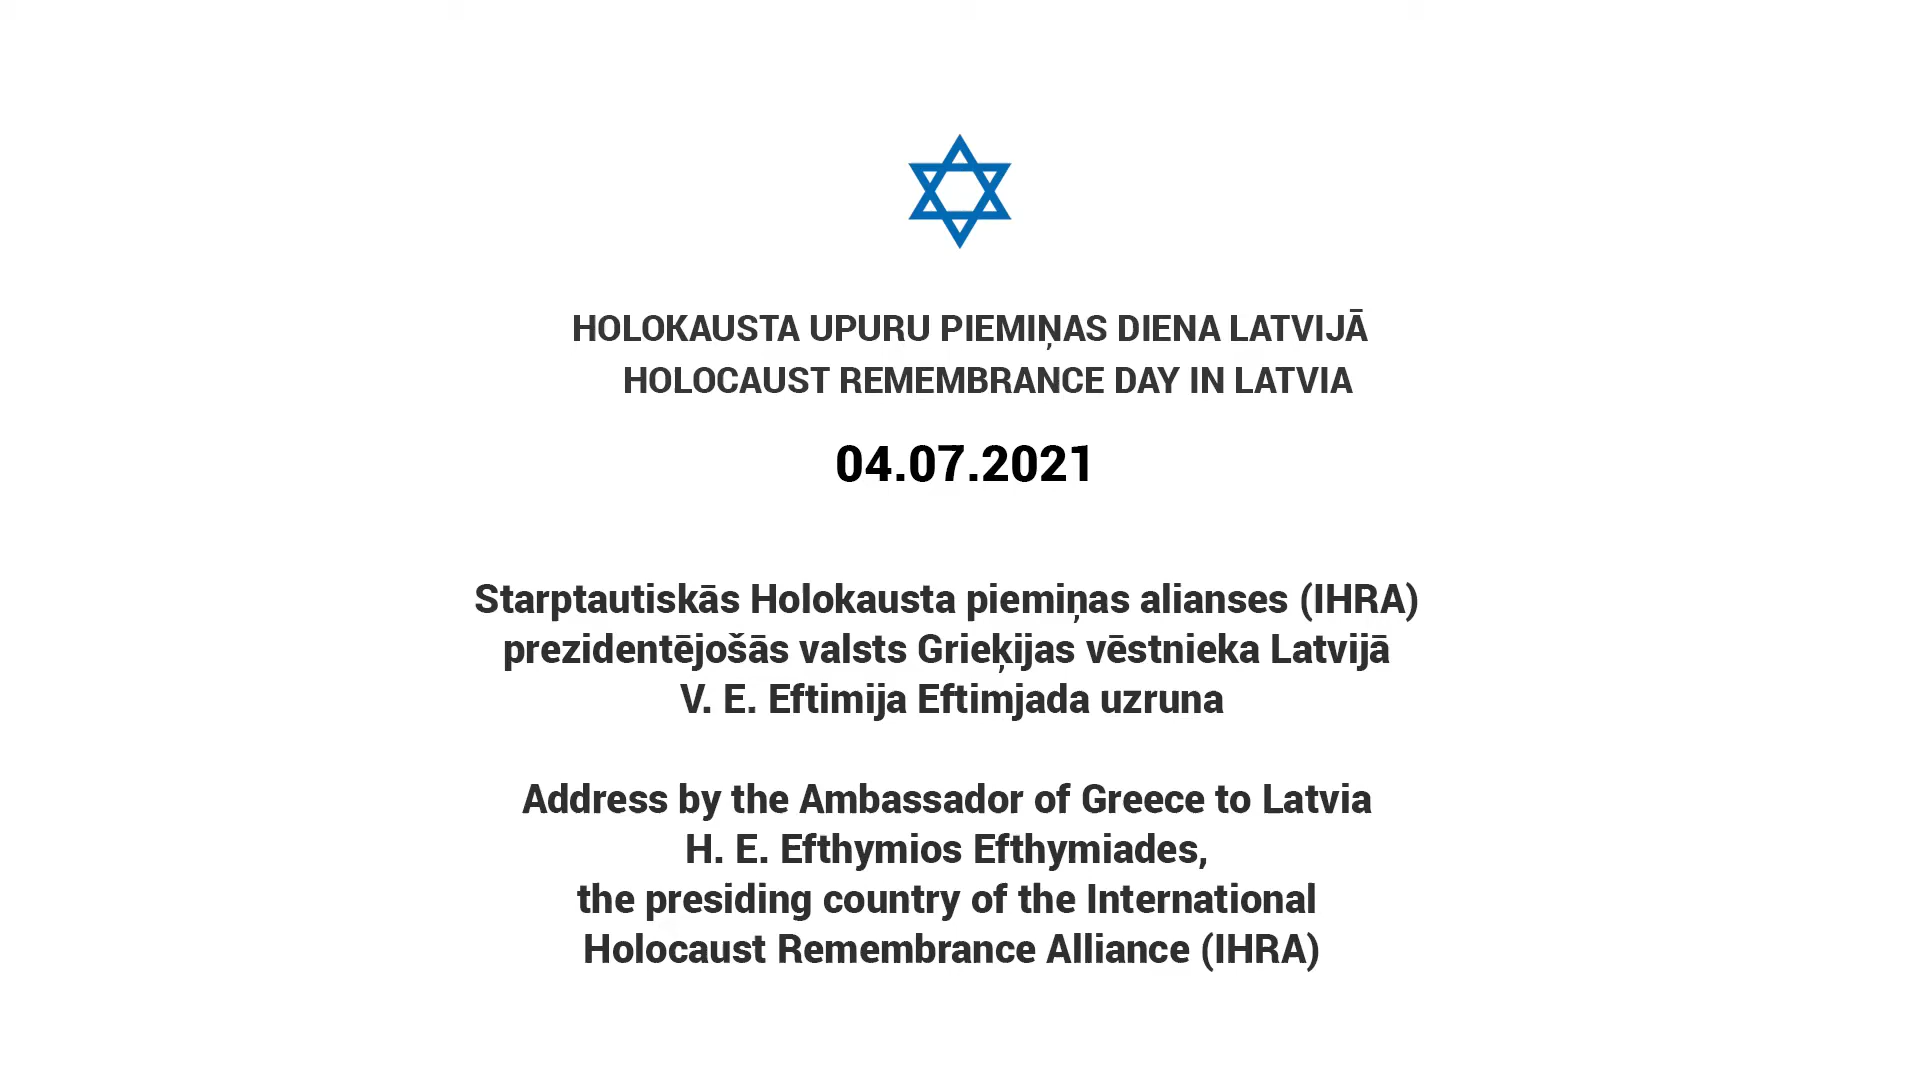 HOLOKAUSTA UPURU PIEMIŅAS DIENA LATVIJĀ
HOLOCAUST REMEMBRANCE DAY IN LATVIA
04.07.2021
Starptautiskās Holokausta piemiņas alianses (IHRA)
prezidentējošās valsts Grieķijas vēstnieka Latvijā
V. E. Eftimija Eftimjada uzruna
Address by the Ambassador of Greece to Latvia
H. E. Efthymios Efthymiades,
the presiding country of the International
Holocaust Remembrance Alliance (IHRA)